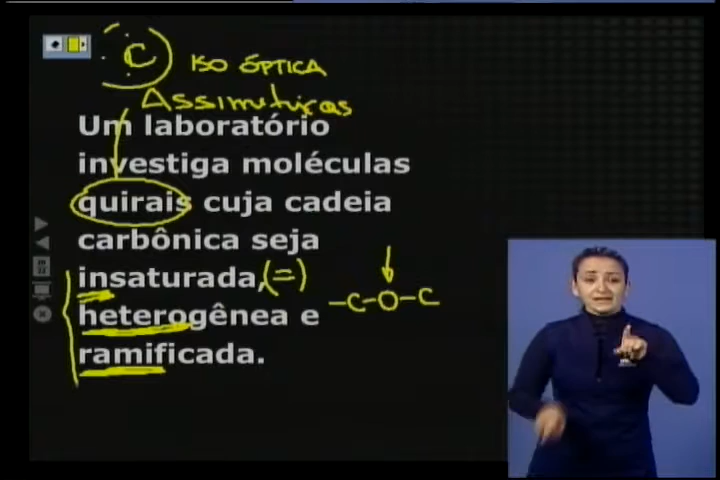 C ISO ÓPTICA
Assimétricas
Um laboratório
investiga moléculas
quirais cuja cadeia
carbônica seja
insaturada, (=)
heterogênea e -C-O-C
ramificada.